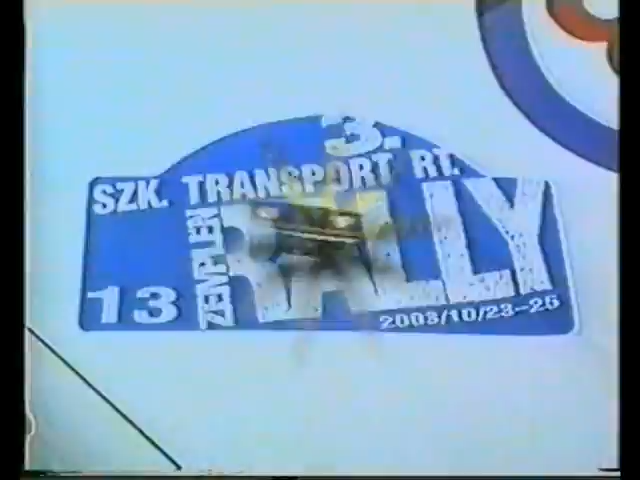 3.
SZK. TRANSPORT RT.
ZEMPLÉN
RALLY
13
2003/10/23-25